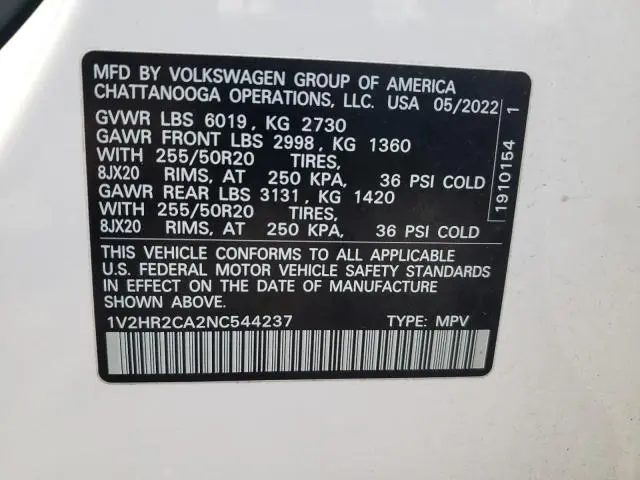 MFD BY VOLKSWAGEN GROUP OF AMERICA
CHATTANOOGA OPERATIONS, LLC. USA 05/2022
GVWR LBS 6019, KG 2730
GAWR FRONT LBS 2998, KG 1360
WITH 255/50R20 TIRES,
8JX20 RIMS, AT 250 KPA, 36 PSI COLD
GAWR REAR LBS 3131, KG 1420
WITH 255/50R20 TIRES,
8JX20 RIMS, AT 250 KPA, 36 PSI COLD
THIS VEHICLE CONFORMS TO ALL APPLICABLE
U.S. FEDERAL MOTOR VEHICLE SAFETY STANDARDS
IN EFFECT ON THE DATE OF MANUFACTURE
SHOWN ABOVE.
1V2HR2CA2NC544237 TYPE: MPV
1910154 1